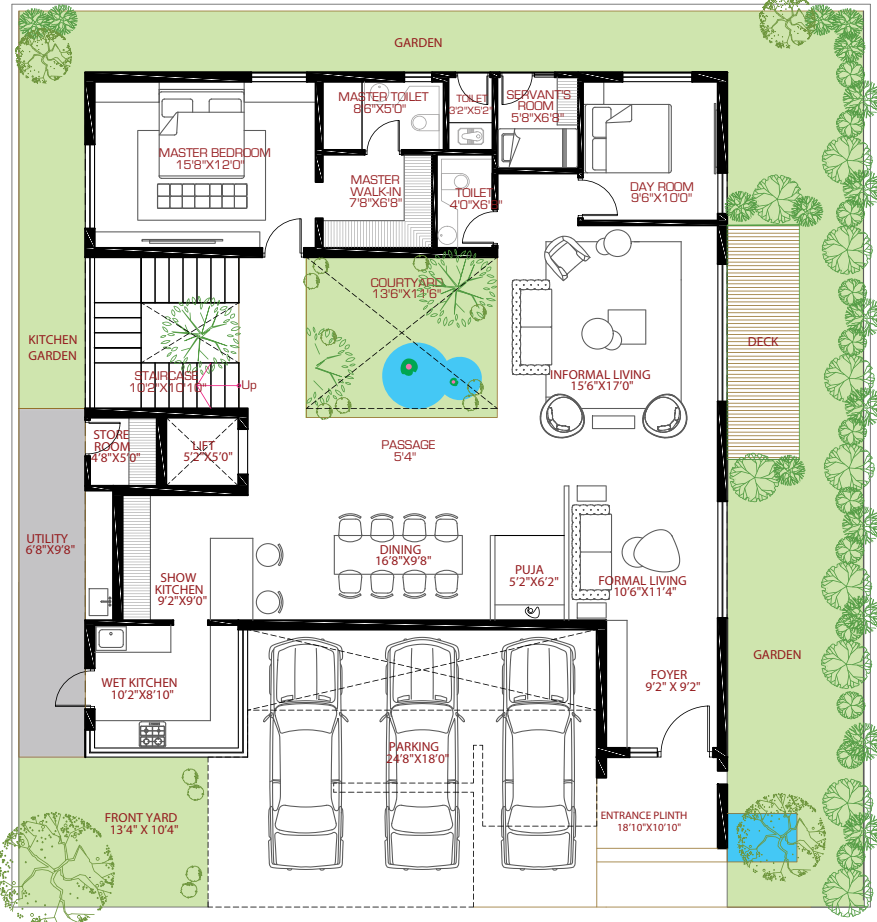 GARDEN
MASTER TOILET
8'6"X5'0"
TOILET
3'2"X5'2"
SERVANT'S
ROOM
5'8"X6'8"
MASTER BEDROOM
15'8"X12'0"
MASTER
WALK-IN
7'8"X6'8"
TOILET
4'0"X6'
DAY ROOM
9'6"X10'0"
COURTYARD
13'6"X11'6"
KITCHEN
GARDEN
STAIRCASE
10'2"X10'10"
Up
INFORMAL LIVING
15'6"X17'0"
DECK
STORE
ROOM
4'8"X5'0"
LIFT
5'2"X5'0"
PASSAGE
5'4"
UTILITY
6'8"X9'8"
SHOW
KITCHEN
9'2"X9'0"
DINING
16'8"X9'8"
PUJA
5'2"X6'2"
FORMAL LIVING
10'6"X11'4"
WET KITCHEN
10'2"X8'10"
FOYER
9'2" X 9'2"
GARDEN
PARKING
24'8"X18'0"
FRONT YARD
13'4" X 10'4"
ENTRANCE PLINTH
18'10"X10'10"